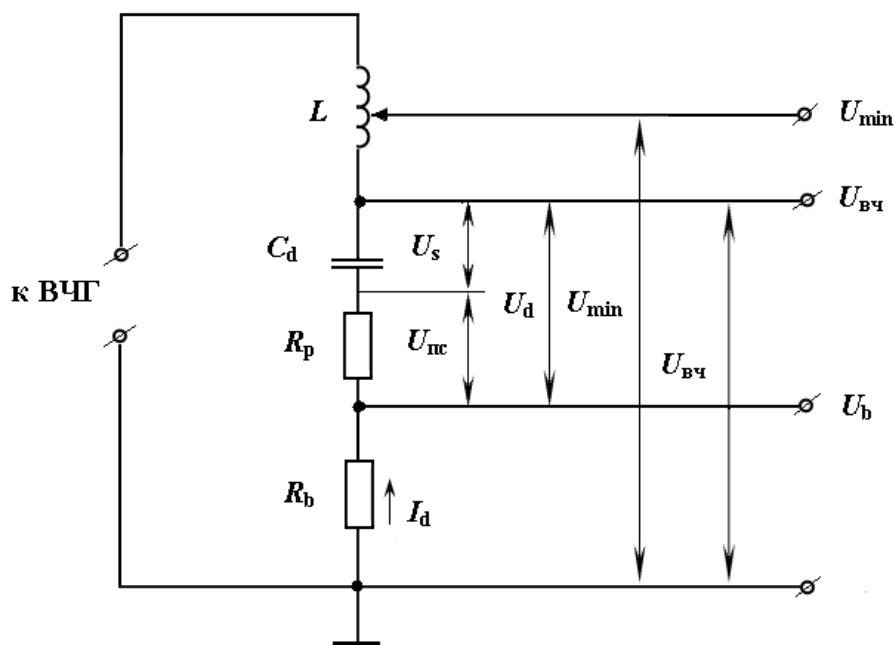 L
U_min
U_вч
C_d
U_s
к ВЧГ
U_d
U_min
R_p
U_пс
U_вч
U_b
R_b
I_d